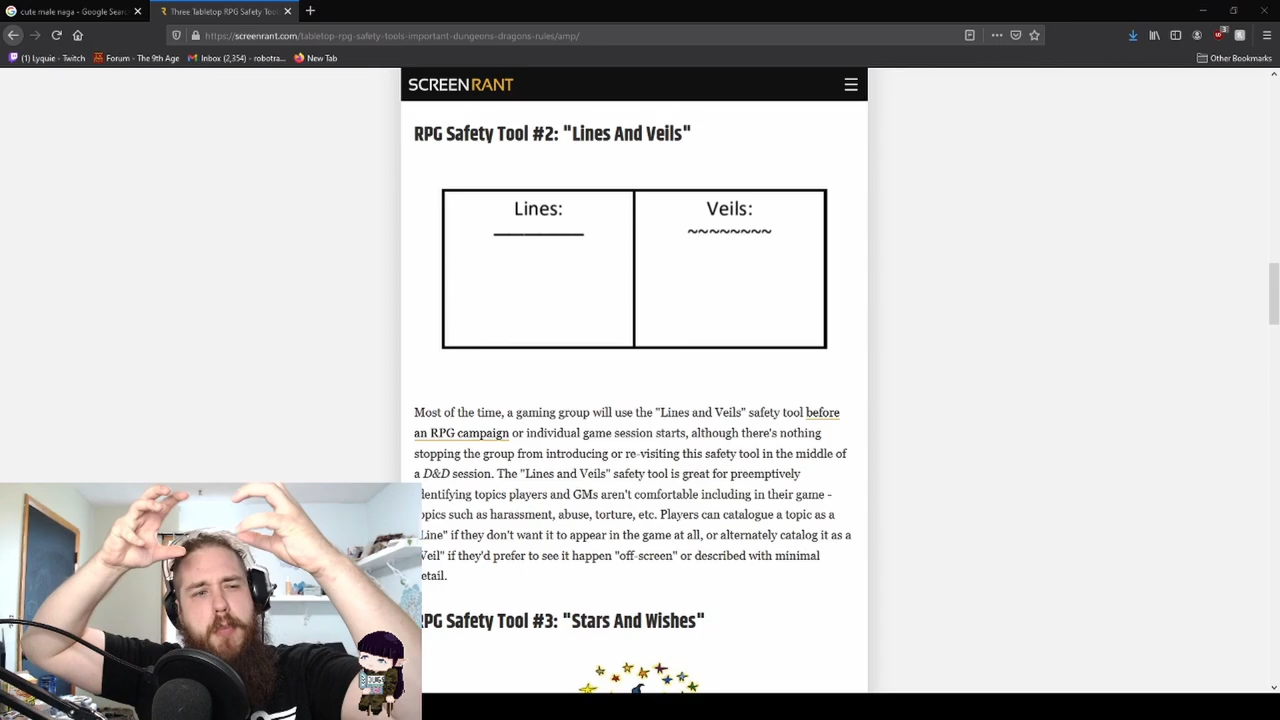 cute male naga - Google Sear
Three Tabletop RPG Safety Too
https://screenrant.com/tabletop-rpg-safety-tools-important-dungeons-dragons-rules/amp/
(1) Lyquie - Twitch
Forum - The 9th Age
Inbox (2,354) - robotra...
New Tab
Other Bookmarks
SCREENRANT
RPG Safety Tool #2: "Lines And Veils"
Lines:
Veils:
~~~~~~~~
Most of the time, a gaming group will use the "Lines and Veils" safety tool before
an RPG campaign or individual game session starts, although there's nothing
stopping the group from introducing or re-visiting this safety tool in the middle of
a D&D session. The "Lines and Veils" safety tool is great for preemptively
dentifying topics players and GMs aren't comfortable including in their game -
opics such as harassment, abuse, torture, etc. Players can catalogue a topic as a
Line" if they don't want it to appear in the game at all, or alternately catalog it as a
Veil" if they'd prefer to see it happen "off-screen" or described with minimal
etail.
RPG Safety Tool #3: "Stars And Wishes"